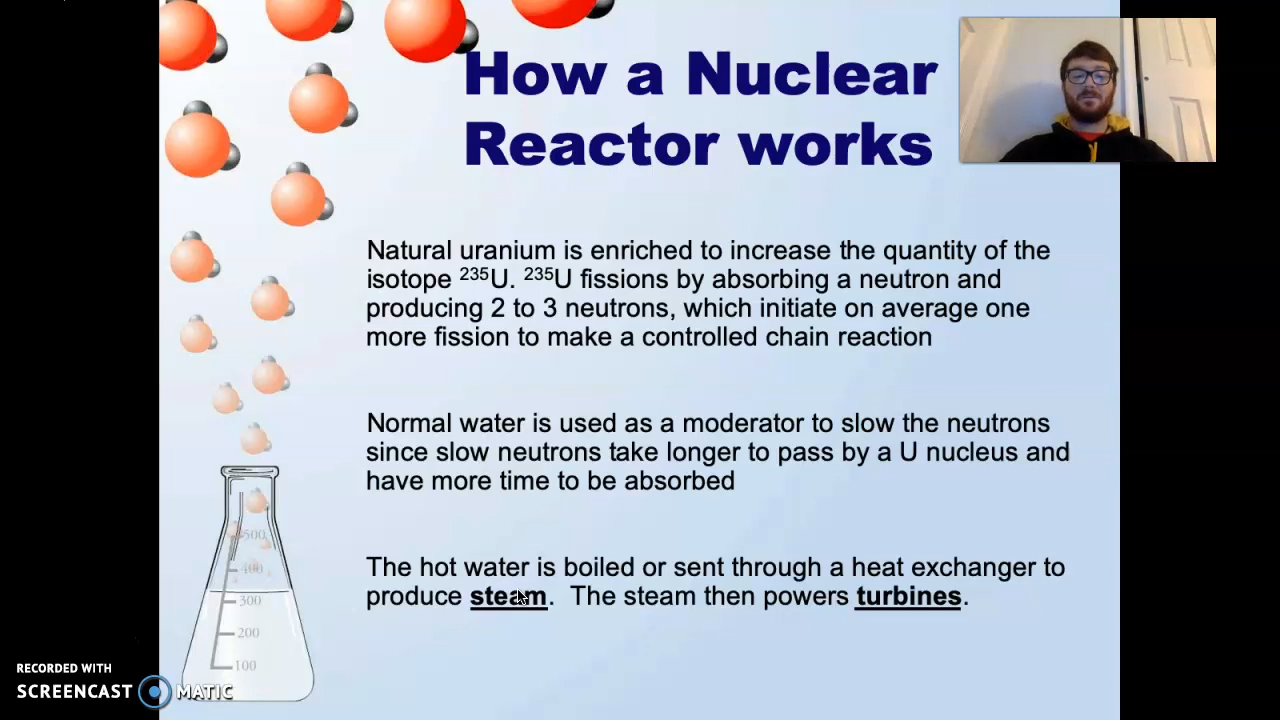 How a Nuclear
Reactor works
Natural uranium is enriched to increase the quantity of the
isotope ²³⁵U. ²³⁵U fissions by absorbing a neutron and
producing 2 to 3 neutrons, which initiate on average one
more fission to make a controlled chain reaction
Normal water is used as a moderator to slow the neutrons
since slow neutrons take longer to pass by a U nucleus and
have more time to be absorbed
The hot water is boiled or sent through a heat exchanger to
produce steam.  The steam then powers turbines.
500
400
300
200
100
RECORDED WITH
SCREENCAST MATIC